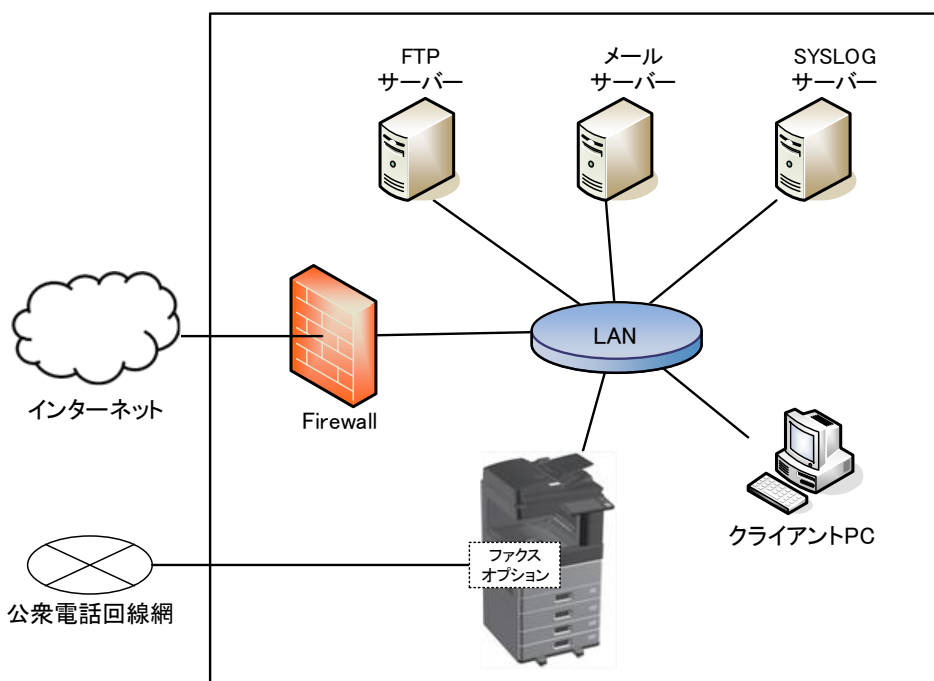 FTP
サーバー
メール
サーバー
SYSLOG
サーバー
LAN
インターネット
Firewall
クライアントPC
ファクス
オプション
公衆電話回線網